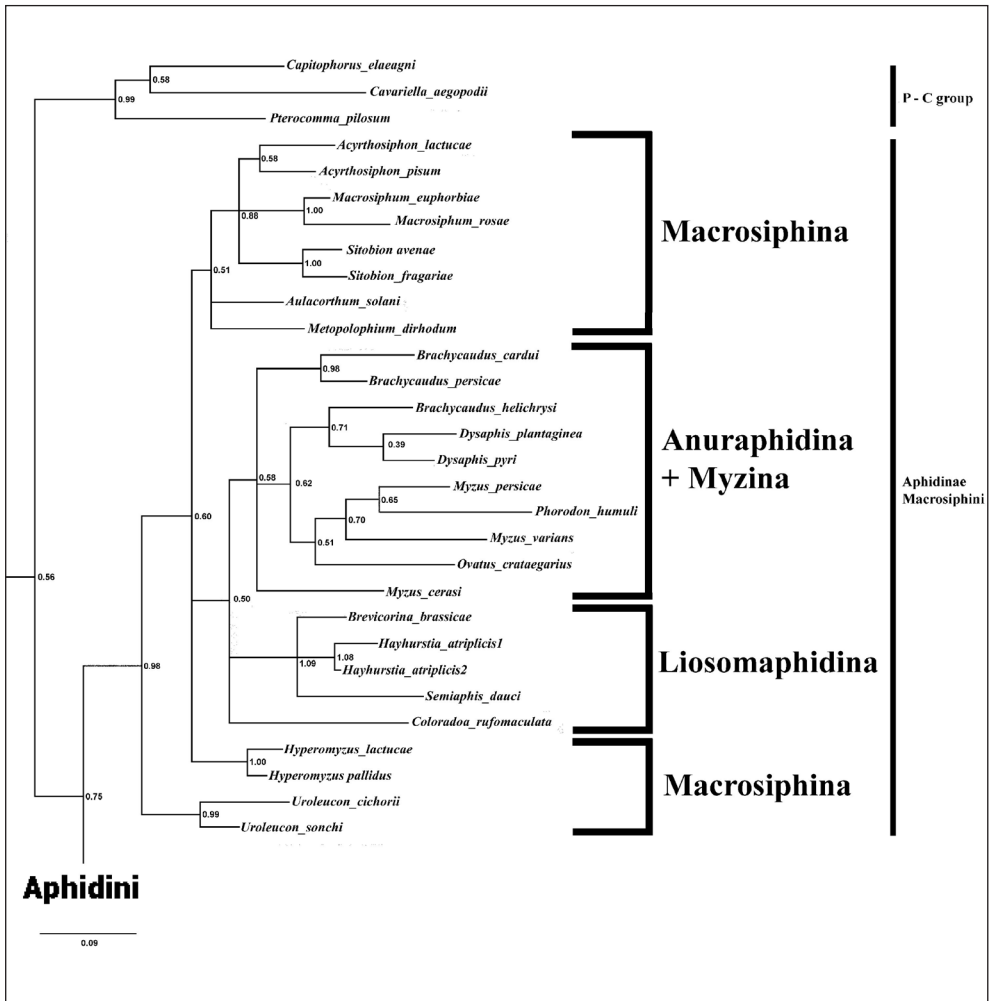 Capitophorus_elaeagni
0.58
Cavariella_aegopodii
0.99
P - C group
Pterocomma_pilosum
Acyrthosiphon_lactucae
0.58
Acyrthosiphon_pisum
Macrosiphum_euphorbiae
1.00
0.88
Macrosiphum_rosae
Macrosiphina
Sitobion avenae
1.00
0.51
Sitobion_fragariae
Aulacorthum_solani
Metopolophium_dirhodum
Brachycaudus_cardui
0.98
Brachycaudus_persicae
Brachycaudus_helichrysi
0.71
Dysaphis_plantaginea
0.39
Anuraphidina
+ Myzina
Dysaphis_pyri
0.58
0.62
Aphidinae
Macrosiphini
Myzus_persicae
0.65
Phorodon_humuli
0.60
0.70
Myzus_varians
0.51
Ovatus_crataegarius
0.56
Myzus_cerasi
0.50
Brevicorina_brassicae
Hayhurstia_atriplicis1
1.08
1.09
Liosomaphidina
0.98
Hayhurstia_atriplicis2
Semiaphis_dauci
Coloradoa_rufomaculata
Hyperomyzus_lactucae
1.00
Hyperomyzus pallidus
Macrosiphina
0.75
Uroleucon_cichorii
0.99
Uroleucon_sonchi
Aphidini
0.09